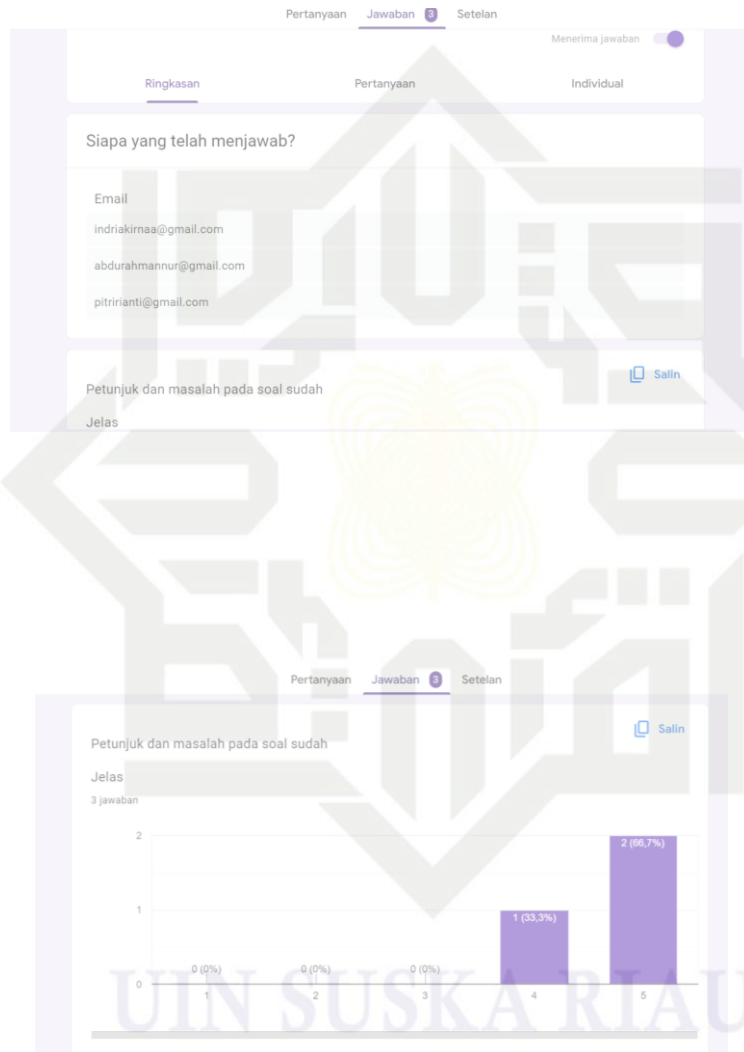 Pertanyaan Jawaban 3 Setelan
Menerima jawaban
Ringkasan Pertanyaan Individual
Siapa yang telah menjawab?
Email
indriakirnaa@gmail.com
abdurahmannur@gmail.com
pitririanti@gmail.com
Petunjuk dan masalah pada soal sudah
Salin
Jelas
Pertanyaan Jawaban 3 Setelan
Petunjuk dan masalah pada soal sudah
Salin
Jelas
3 jawaban
2
2 (66,7%)
1
1 (33,3%)
0 (0%) 0 (0%) 0 (0%)
0
1 2 3 4 5
UIN SUSKA RIAU